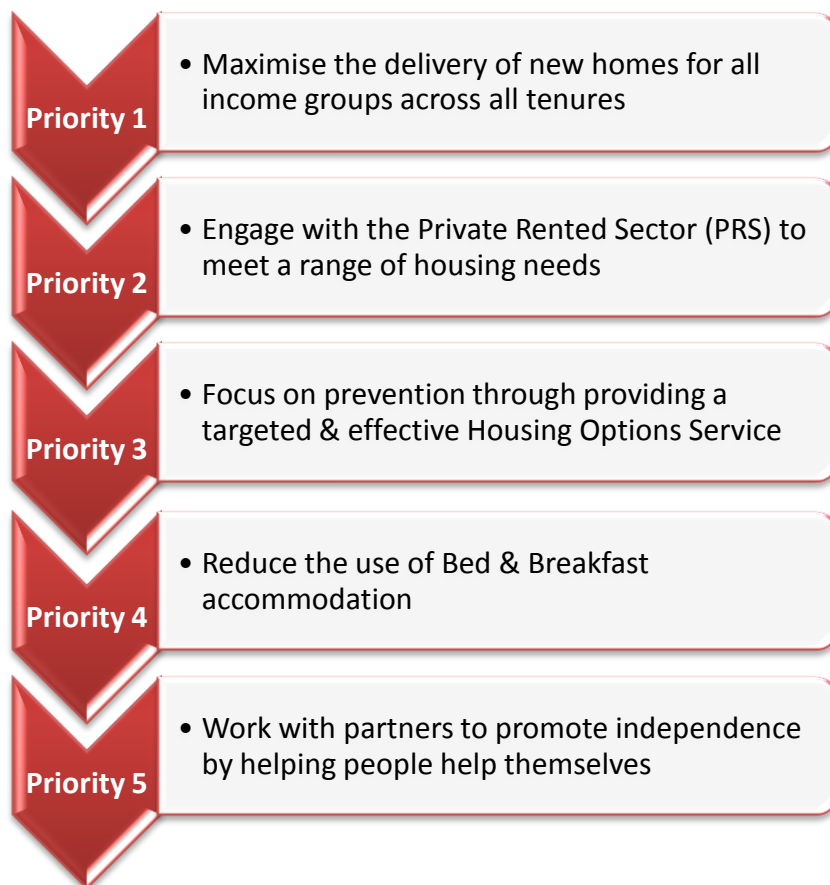 Priority 1
• Maximise the delivery of new homes for all
income groups across all tenures
Priority 2
• Engage with the Private Rented Sector (PRS) to
meet a range of housing needs
Priority 3
• Focus on prevention through providing a
targeted & effective Housing Options Service
Priority 4
• Reduce the use of Bed & Breakfast
accommodation
Priority 5
• Work with partners to promote independence
by helping people help themselves